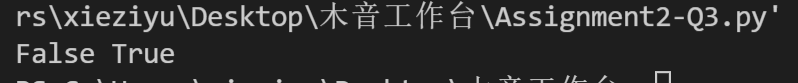 rs\xieziyu\Desktop\木音工作台\Assignment2-Q3.py'
False True